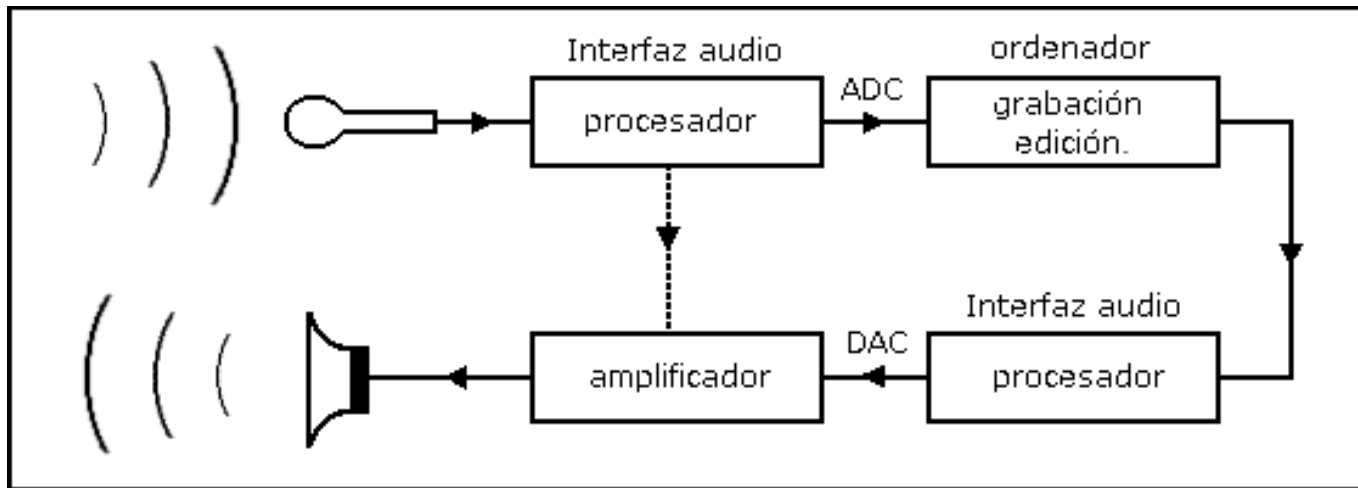 Interfaz audio
procesador
ADC
ordenador
grabación
edición.
Interfaz audio
procesador
DAC
amplificador